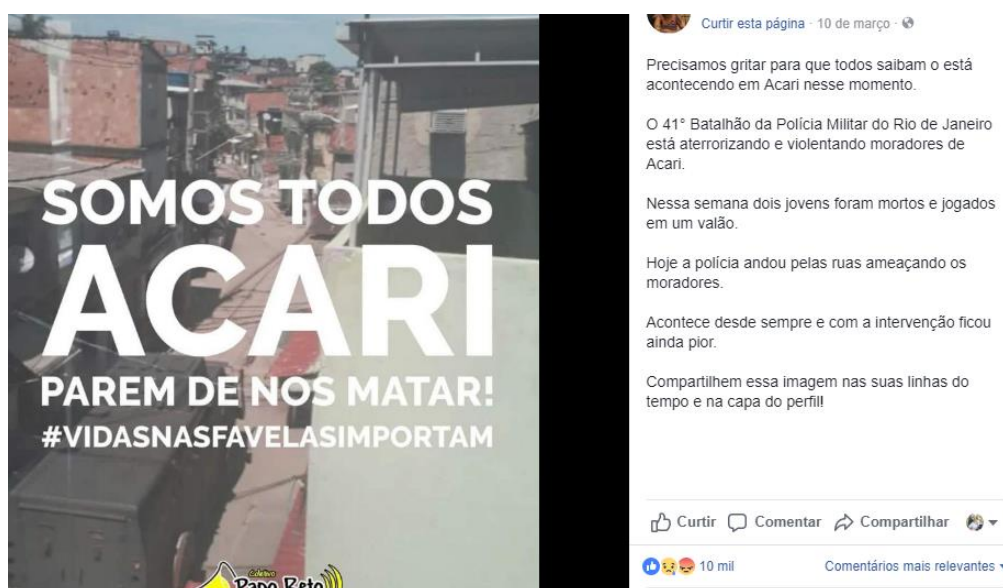 SOMOS TODOS
ACARI
PAREM DE NOS MATAR!
#VIDASNASFAVELASIMPORTAM
Coletivo
Papo Reto
Curtir esta página · 10 de março ·
Precisamos gritar para que todos saibam o está
acontecendo em Acari nesse momento.
O 41° Batalhão da Polícia Militar do Rio de Janeiro
está aterrorizando e violentando moradores de
Acari.
Nessa semana dois jovens foram mortos e jogados
em um valão.
Hoje a polícia andou pelas ruas ameaçando os
moradores.
Acontece desde sempre e com a intervenção ficou
ainda pior.
Compartilhem essa imagem nas suas linhas do
tempo e na capa do perfil!
Curtir Comentar Compartilhar
10 mil Comentários mais relevantes